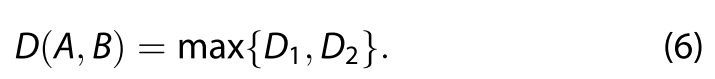 D(A, B) = max{D₁, D₂}. (6)